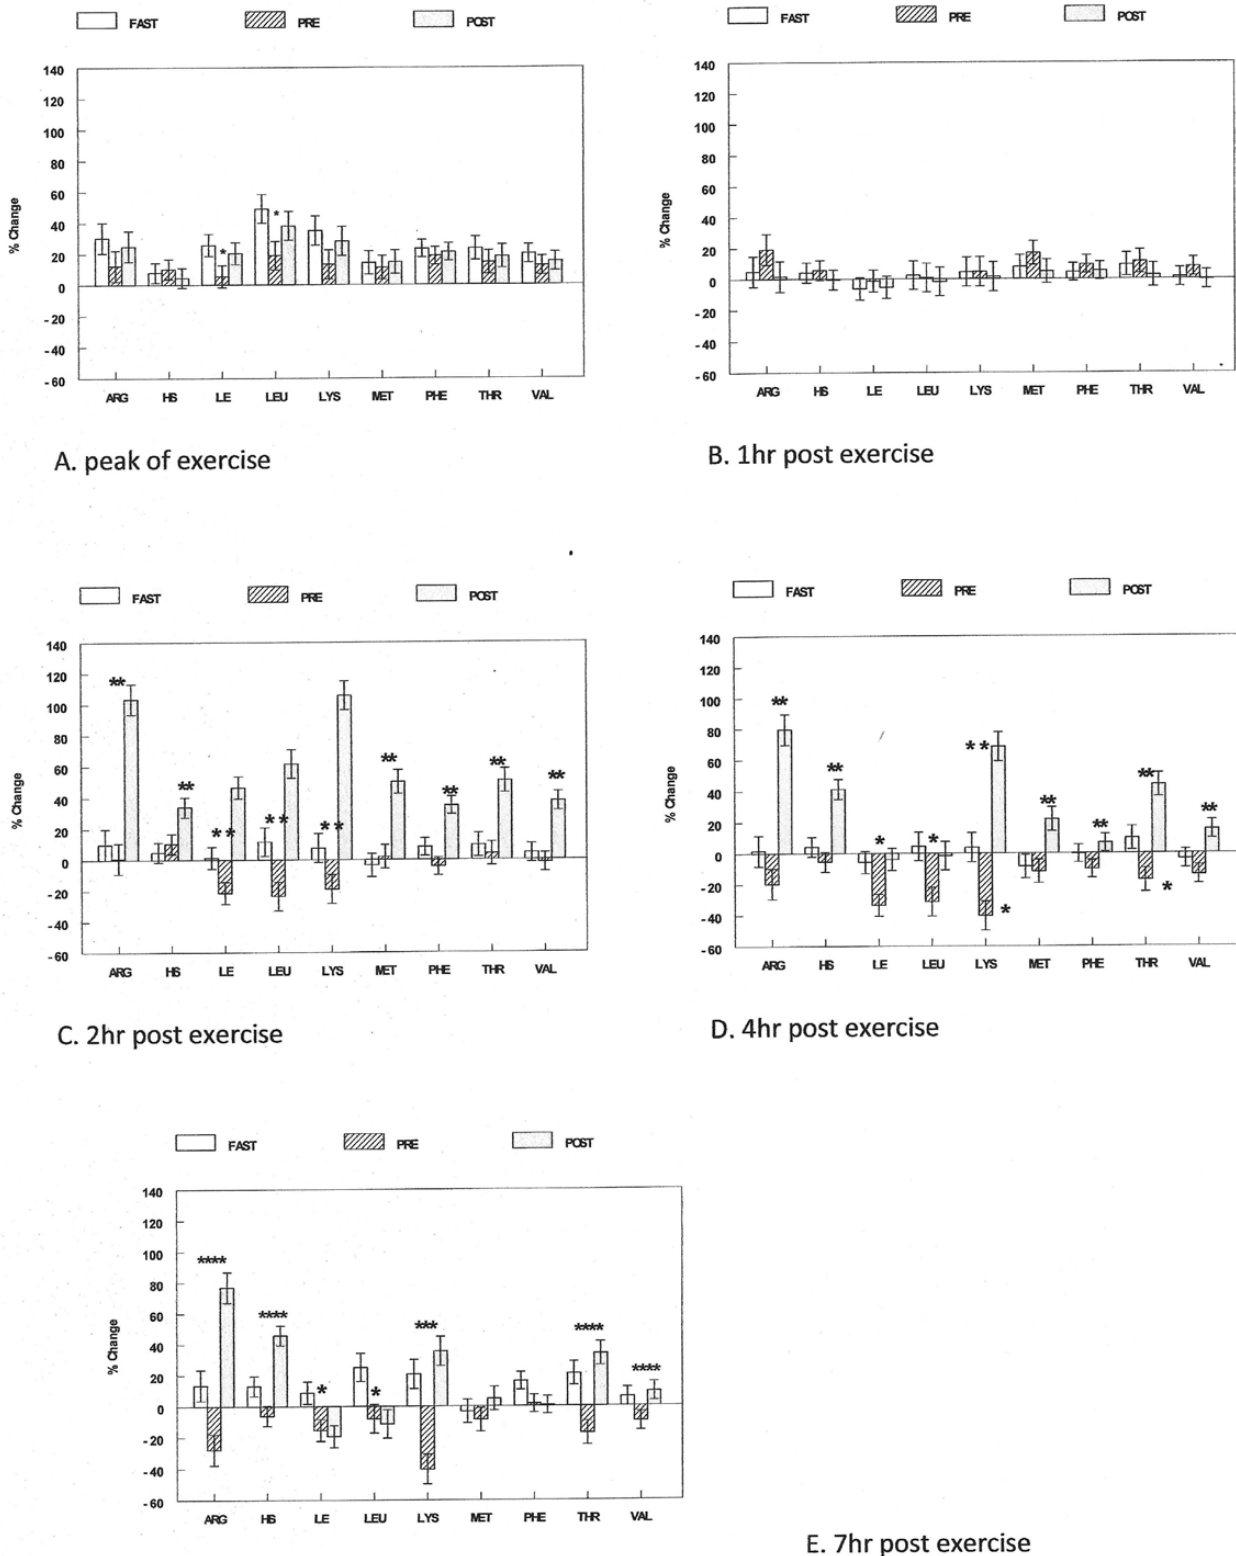 FAST PRE POST
140
120
100
80
60
40
20
0
-20
-40
-60
% Change
* *
ARG HS LE LEU LYS MET PHE THR VAL
A. peak of exercise
FAST PRE POST
140
120
100
80
60
40
20
0
-20
-40
-60
% Change
ARG HS LE LEU LYS MET PHE THR VAL
B. 1hr post exercise
FAST PRE POST
140
120
100
80
60
40
20
0
-20
-40
-60
% Change
** ** ** ** ** ** ** ** **
ARG HS LE LEU LYS MET PHE THR VAL
C. 2hr post exercise
FAST PRE POST
140
120
100
80
60
40
20
0
-20
-40
-60
% Change
** ** * * ** * ** ** ** * **
ARG HS LE LEU LYS MET PHE THR VAL
D. 4hr post exercise
FAST PRE POST
140
120
100
80
60
40
20
0
-20
-40
-60
% Change
**** **** * * *** **** ****
ARG HS LE LEU LYS MET PHE THR VAL
E. 7hr post exercise